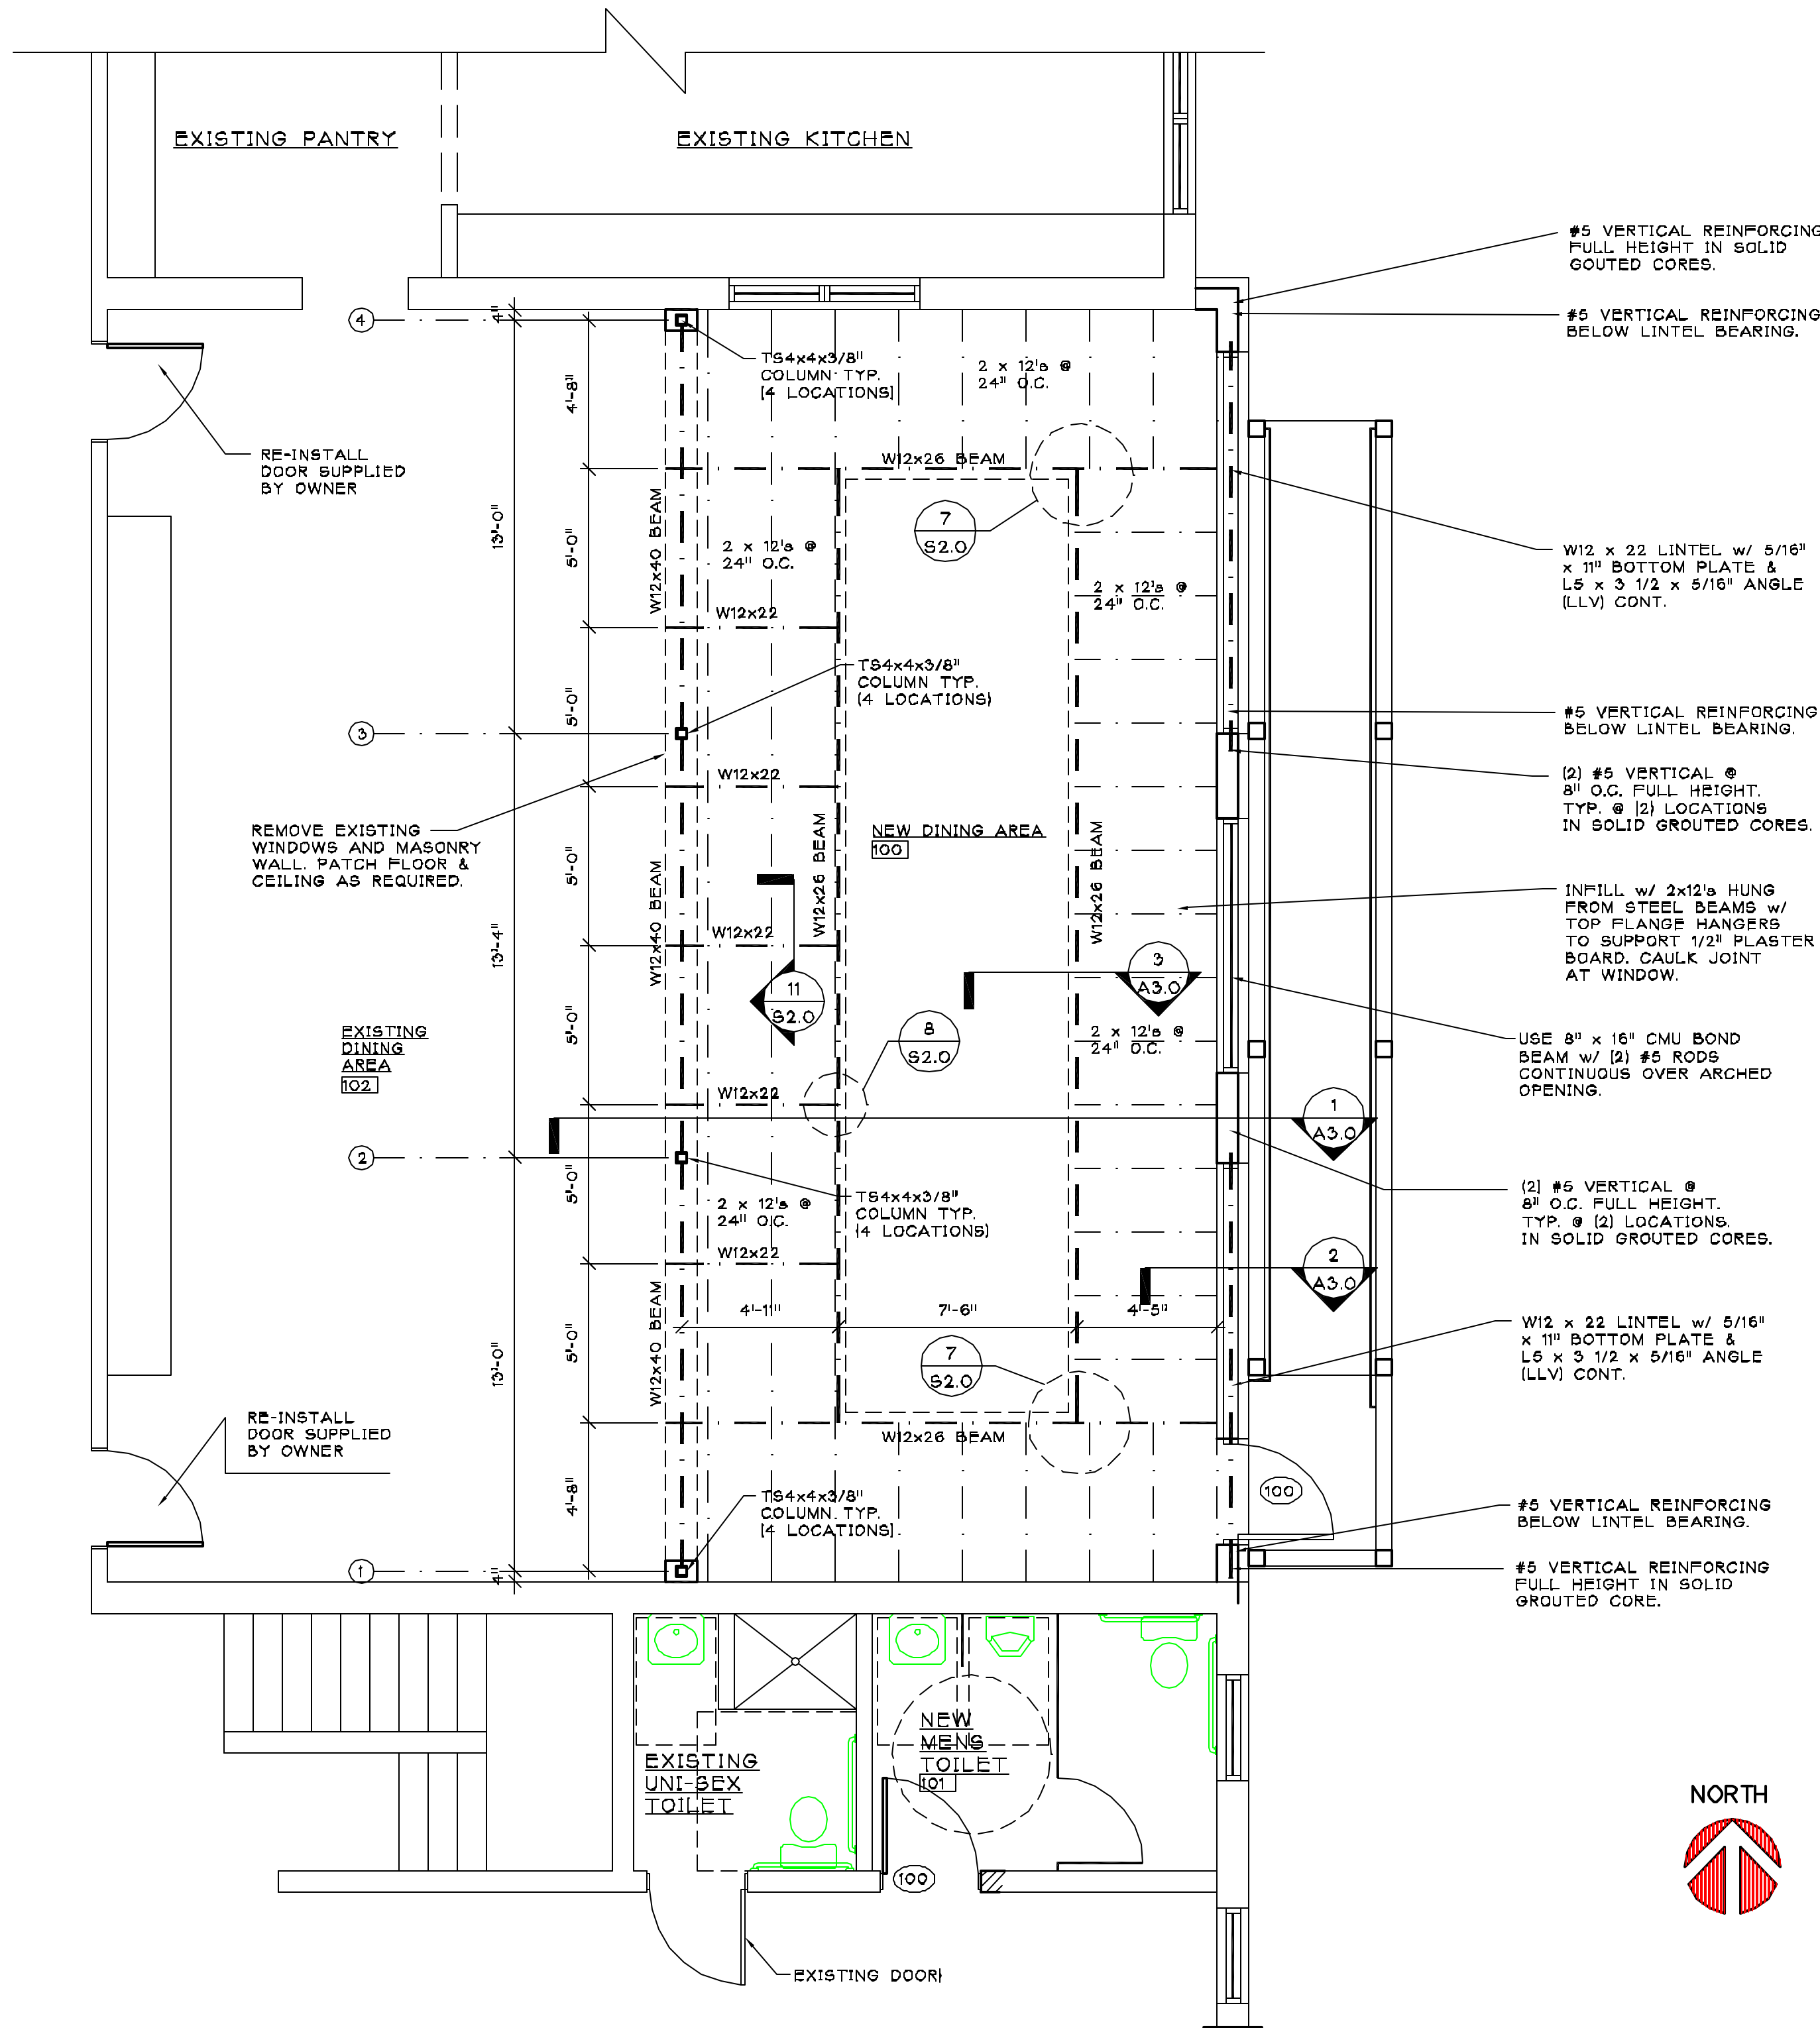 EXISTING PANTRY
EXISTING KITCHEN
#5 VERTICAL REINFORCING
FULL HEIGHT IN SOLID
GOUTED CORES.
#5 VERTICAL REINFORCING
BELOW LINTEL BEARING.
4
4"
TS4x4x3/8"
COLUMN TYP.
(4 LOCATIONS)
2 x 12's @
24" O.C.
4'-8"
RE-INSTALL
DOOR SUPPLIED
BY OWNER
W12x26 BEAM
7
S2.0
13'-0"
5'-0"
W12x40 BEAM
2 x 12's @
24" O.C.
2 x 12's @
24" O.C.
W12 x 22 LINTEL w/ 5/16"
x 11" BOTTOM PLATE &
L5 x 3 1/2 x 5/16" ANGLE
(LLV) CONT.
W12x22
TS4x4x3/8"
COLUMN TYP.
(4 LOCATIONS)
5'-0"
3
#5 VERTICAL REINFORCING
BELOW LINTEL BEARING.
W12x22
(2) #5 VERTICAL @
8" O.C. FULL HEIGHT.
TYP. @ (2) LOCATIONS
IN SOLID GROUTED CORES.
REMOVE EXISTING
WINDOWS AND MASONRY
WALL. PATCH FLOOR &
CEILING AS REQUIRED.
5'-0"
W12x26 BEAM
NEW DINING AREA
100
W12x26 BEAM
INFILL w/ 2x12's HUNG
FROM STEEL BEAMS w/
TOP FLANGE HANGERS
TO SUPPORT 1/2" PLASTER
BOARD. CAULK JOINT
AT WINDOW.
13'-4"
W12x40 BEAM
W12x22
11
S2.0
3
A3.0
5'-0"
8
S2.0
2 x 12's @
24" O.C.
EXISTING
DINING
AREA
102
USE 8" x 16" CMU BOND
BEAM w/ (2) #5 RODS
CONTINUOUS OVER ARCHED
OPENING.
W12x22
1
A3.0
2
5'-0"
2 x 12's @
24" O.C.
TS4x4x3/8"
COLUMN TYP.
(4 LOCATIONS)
(2) #5 VERTICAL @
8" O.C. FULL HEIGHT.
TYP. @ (2) LOCATIONS.
IN SOLID GROUTED CORES.
W12x22
2
A3.0
13'-0"
5'-0"
W12x40 BEAM
4'-11"
7'-6"
4'-5"
7
S2.0
W12 x 22 LINTEL w/ 5/16"
x 11" BOTTOM PLATE &
L5 x 3 1/2 x 5/16" ANGLE
(LLV) CONT.
RE-INSTALL
DOOR SUPPLIED
BY OWNER
W12x26 BEAM
4'-8"
TS4x4x3/8"
COLUMN TYP.
(4 LOCATIONS)
100
#5 VERTICAL REINFORCING
BELOW LINTEL BEARING.
1
4"
#5 VERTICAL REINFORCING
FULL HEIGHT IN SOLID
GROUTED CORE.
EXISTING
UNI-SEX
TOILET
NEW
MENS
TOILET
101
100
EXISTING DOOR
NORTH